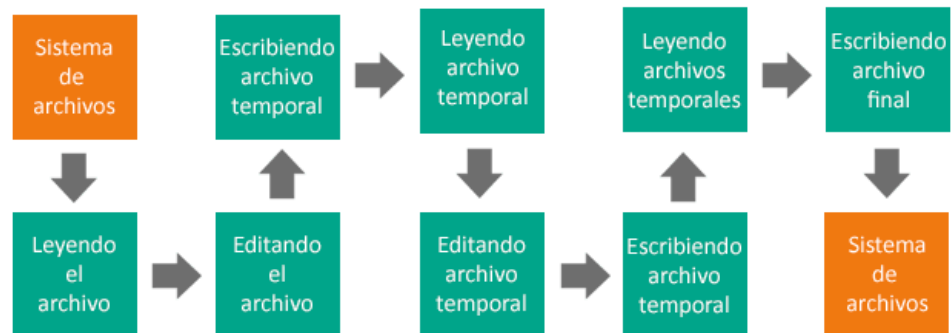 Sistema
de
archivos
Leyendo
el
archivo
Editando
el
archivo
Escribiendo
archivo
temporal
Leyendo
archivo
temporal
Editando
archivo
temporal
Escribiendo
archivo
temporal
Leyendo
archivos
temporales
Escribiendo
archivo
final
Sistema
de
archivos